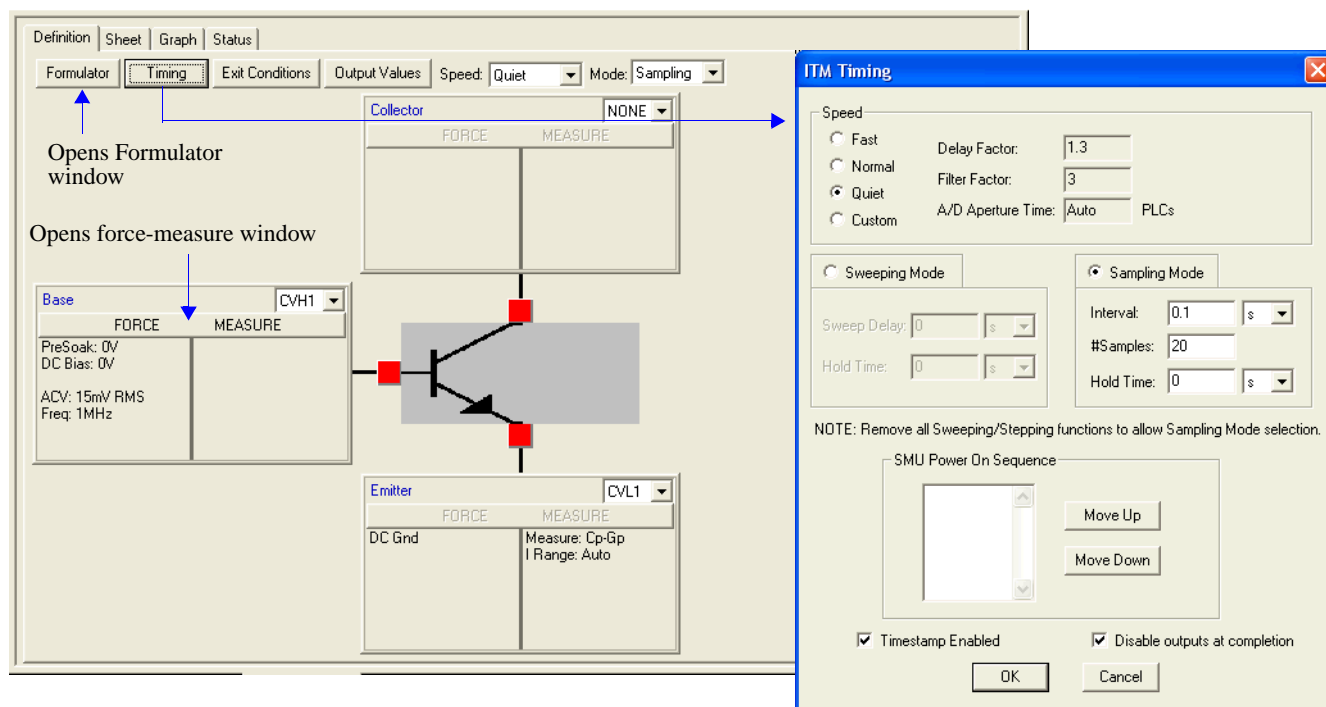 Definition Sheet Graph Status
Formulator Timing Exit Conditions Output Values Speed: Quiet Mode: Sampling
Opens Formulator
window
Opens force-measure window
Collector NONE
FORCE MEASURE
Base CVH1
FORCE MEASURE
PreSoak: 0V
DC Bias: 0V
ACV: 15mV RMS
Freq: 1MHz
Emitter CVL1
FORCE MEASURE
DC Gnd Measure: Cp-Gp
I Range: Auto
ITM Timing
Speed
Fast
Normal
Quiet
Custom
Delay Factor: 1.3
Filter Factor: 3
A/D Aperture Time: Auto PLCs
Sweeping Mode
Sweep Delay: 0 s
Hold Time: 0 s
Sampling Mode
Interval: 0.1 s
#Samples: 20
Hold Time: 0 s
NOTE: Remove all Sweeping/Stepping functions to allow Sampling Mode selection.
SMU Power On Sequence
Move Up
Move Down
Timestamp Enabled Disable outputs at completion
OK Cancel